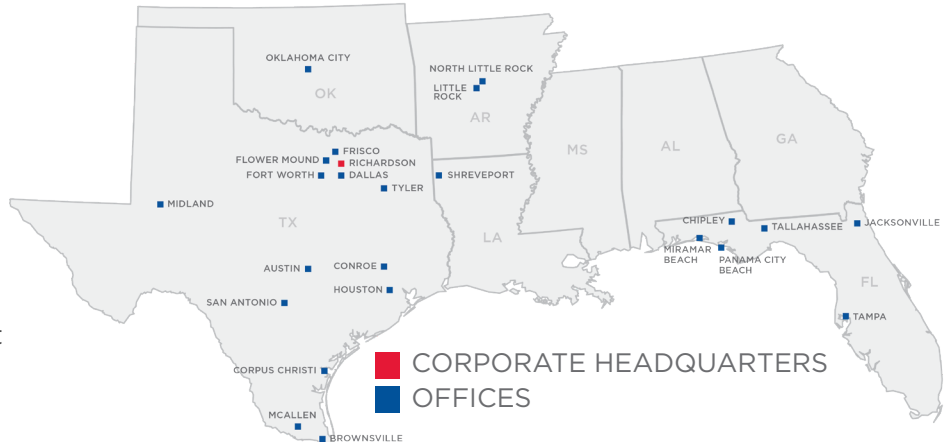 OKLAHOMA CITY
OK
NORTH LITTLE ROCK
LITTLE
ROCK
AR
MS
AL
GA
FRISCO
FLOWER MOUND
RICHARDSON
FORT WORTH
DALLAS
TYLER
SHREVEPORT
MIDLAND
TX
LA
CHIPLEY
TALLAHASSEE
JACKSONVILLE
MIRAMAR
BEACH
PANAMA CITY
BEACH
FL
AUSTIN
CONROE
HOUSTON
SAN ANTONIO
TAMPA
CORPUS CHRISTI
MCALLEN
BROWNSVILLE
CORPORATE HEADQUARTERS
OFFICES